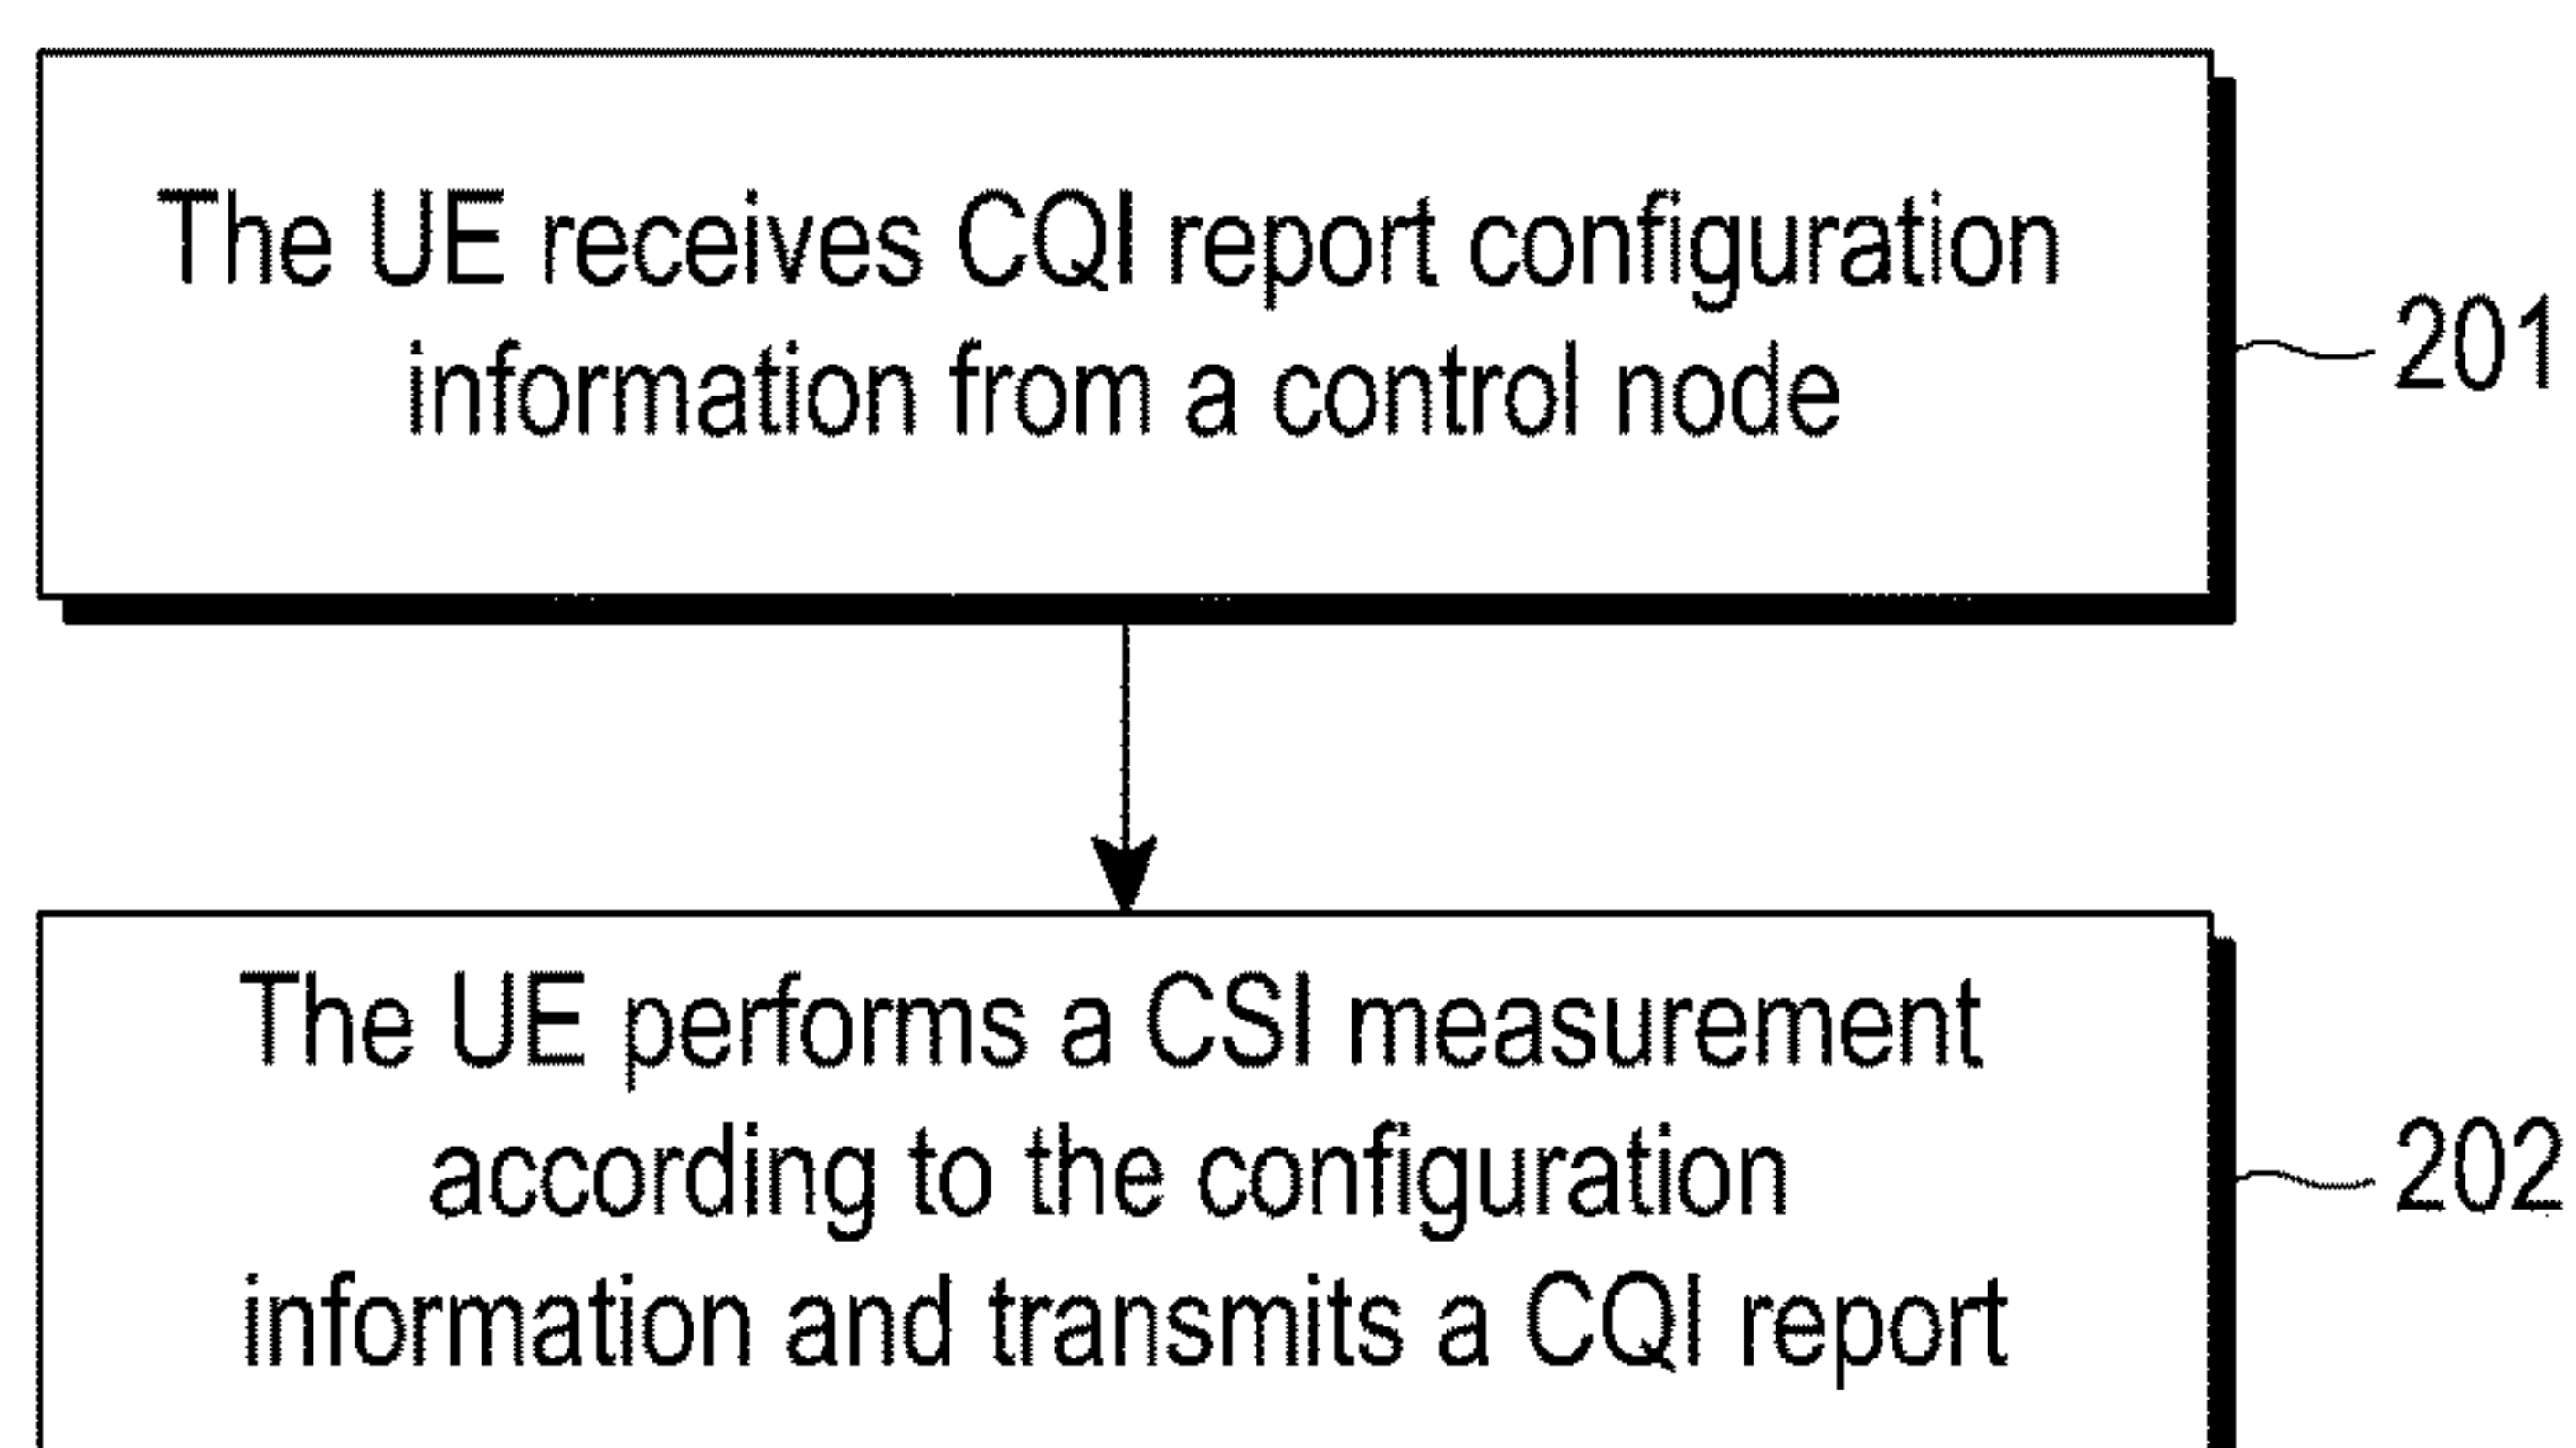 The UE receives CQI report configuration
information from a control node
201
The UE performs a CSI measurement
according to the configuration
information and transmits a CQI report
202